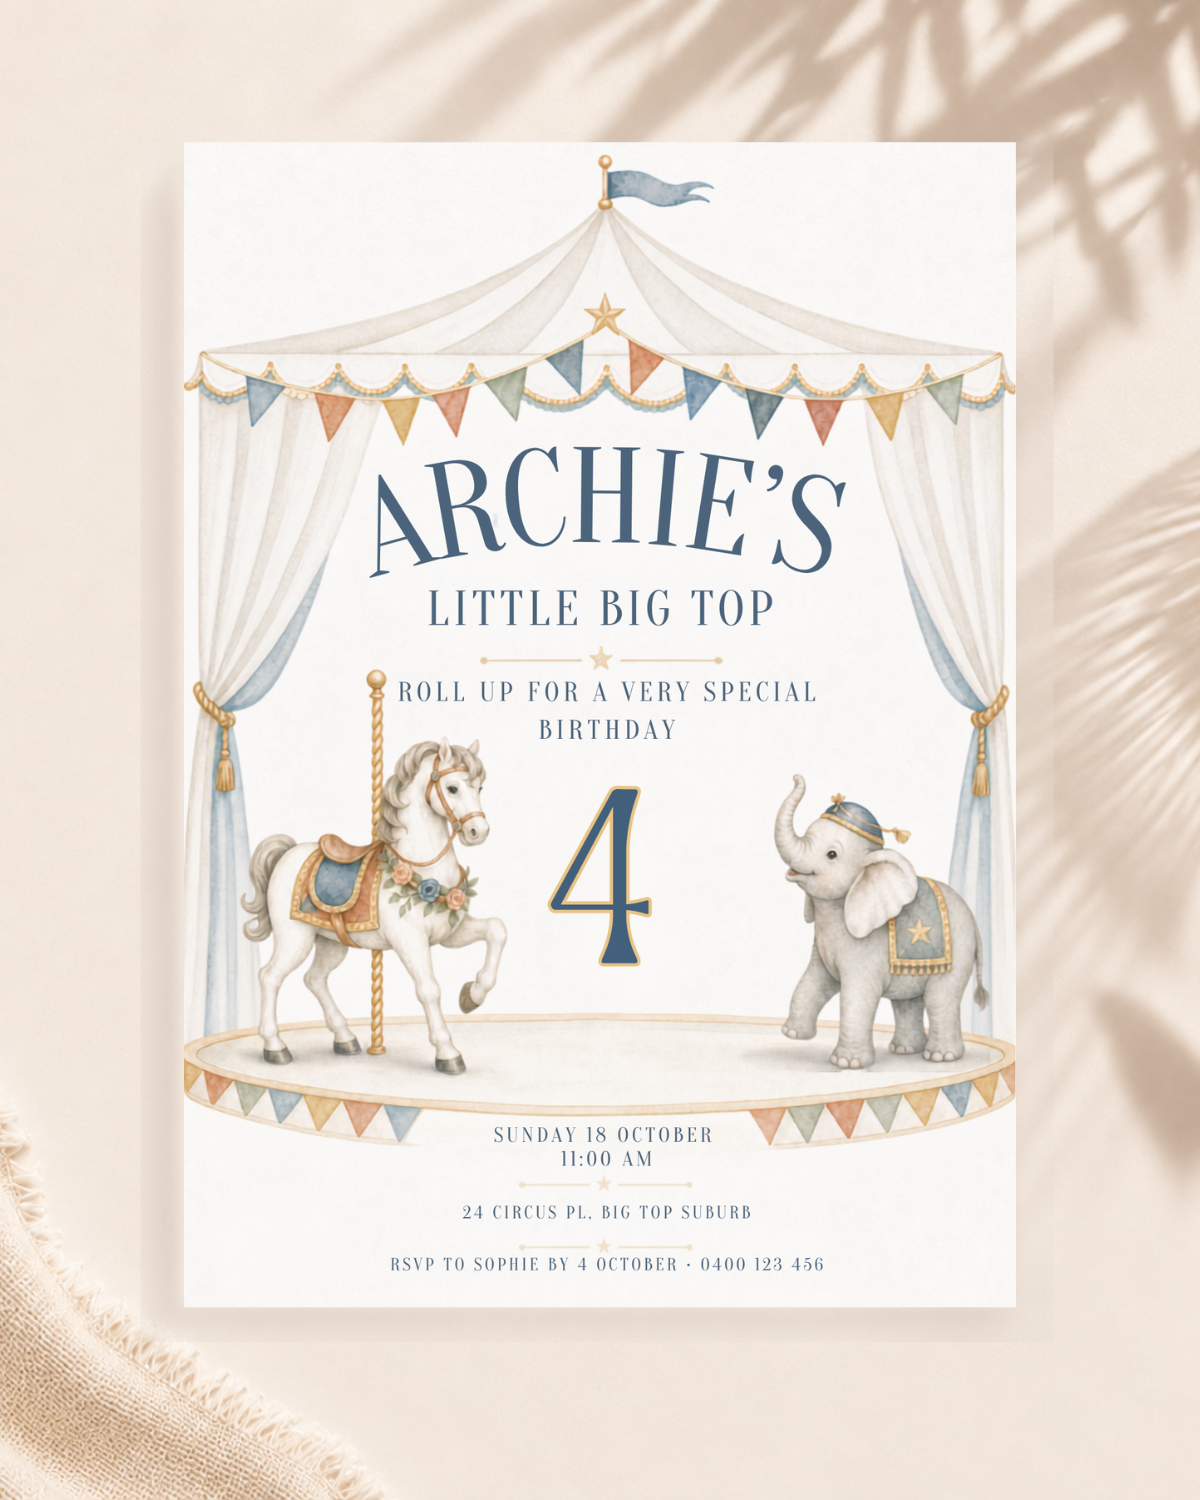 ARCHIE'S
LITTLE BIG TOP
ROLL UP FOR A VERY SPECIAL
BIRTHDAY
4
SUNDAY 18 OCTOBER
11:00 AM
24 CIRCUS PL, BIG TOP SUBURB
RSVP TO SOPHIE BY 4 OCTOBER • 0400 123 456